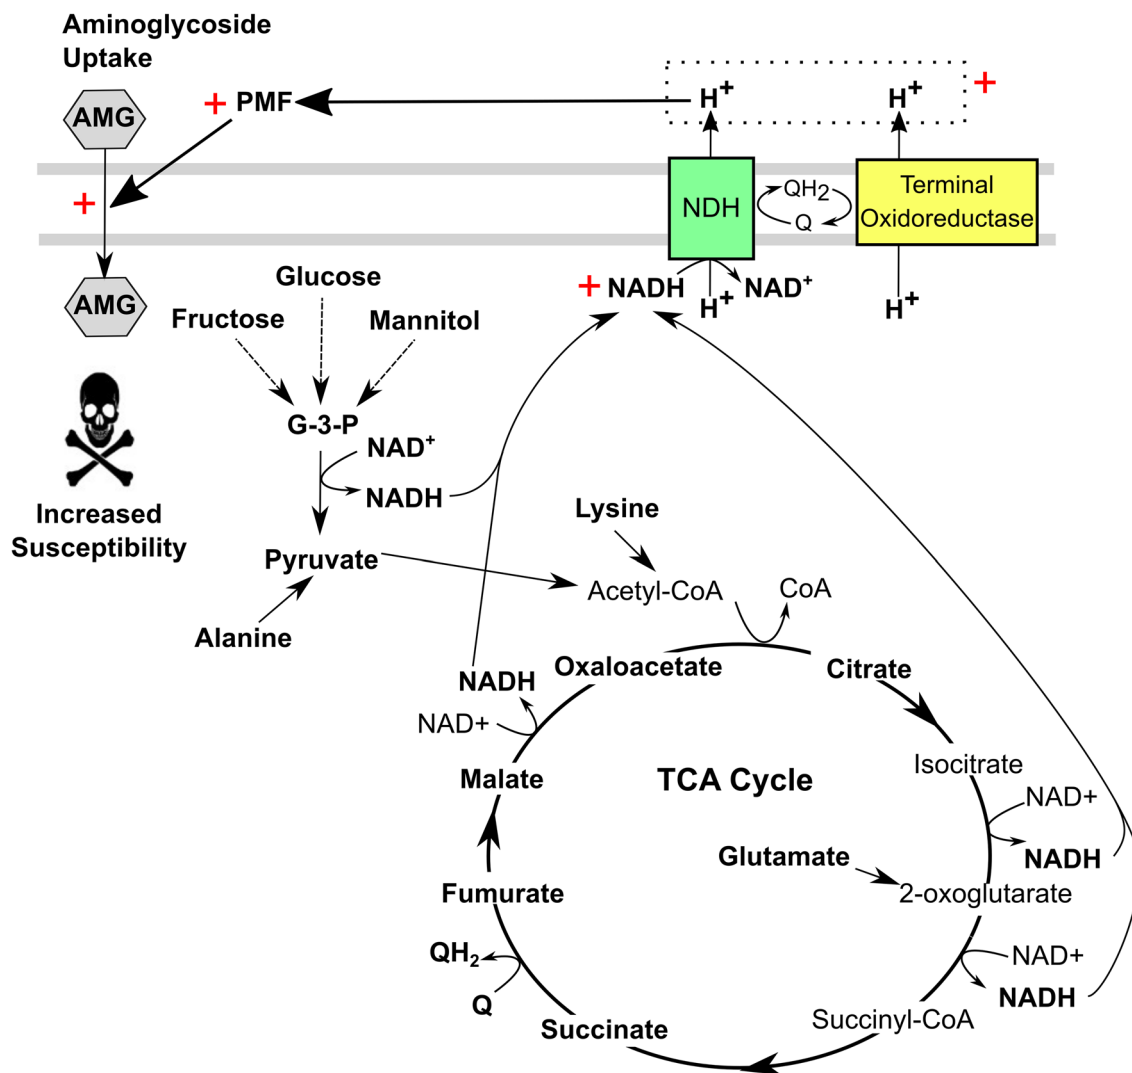 Aminoglycoside
Uptake
AMG
+ PMF
H+
H+
+
+
NDH
QH2
Q
Terminal
Oxidoreductase
AMG
+ NADH
H+
NAD+
H+
Glucose
Fructose
Mannitol
G-3-P
NAD+
NADH
Increased
Susceptibility
Pyruvate
Alanine
Lysine
Acetyl-CoA
CoA
Oxaloacetate
Citrate
NADH
NAD+
Malate
TCA Cycle
Isocitrate
NAD+
NADH
Glutamate
2-oxoglutarate
Fumurate
QH2
Q
NAD+
NADH
Succinate
Succinyl-CoA